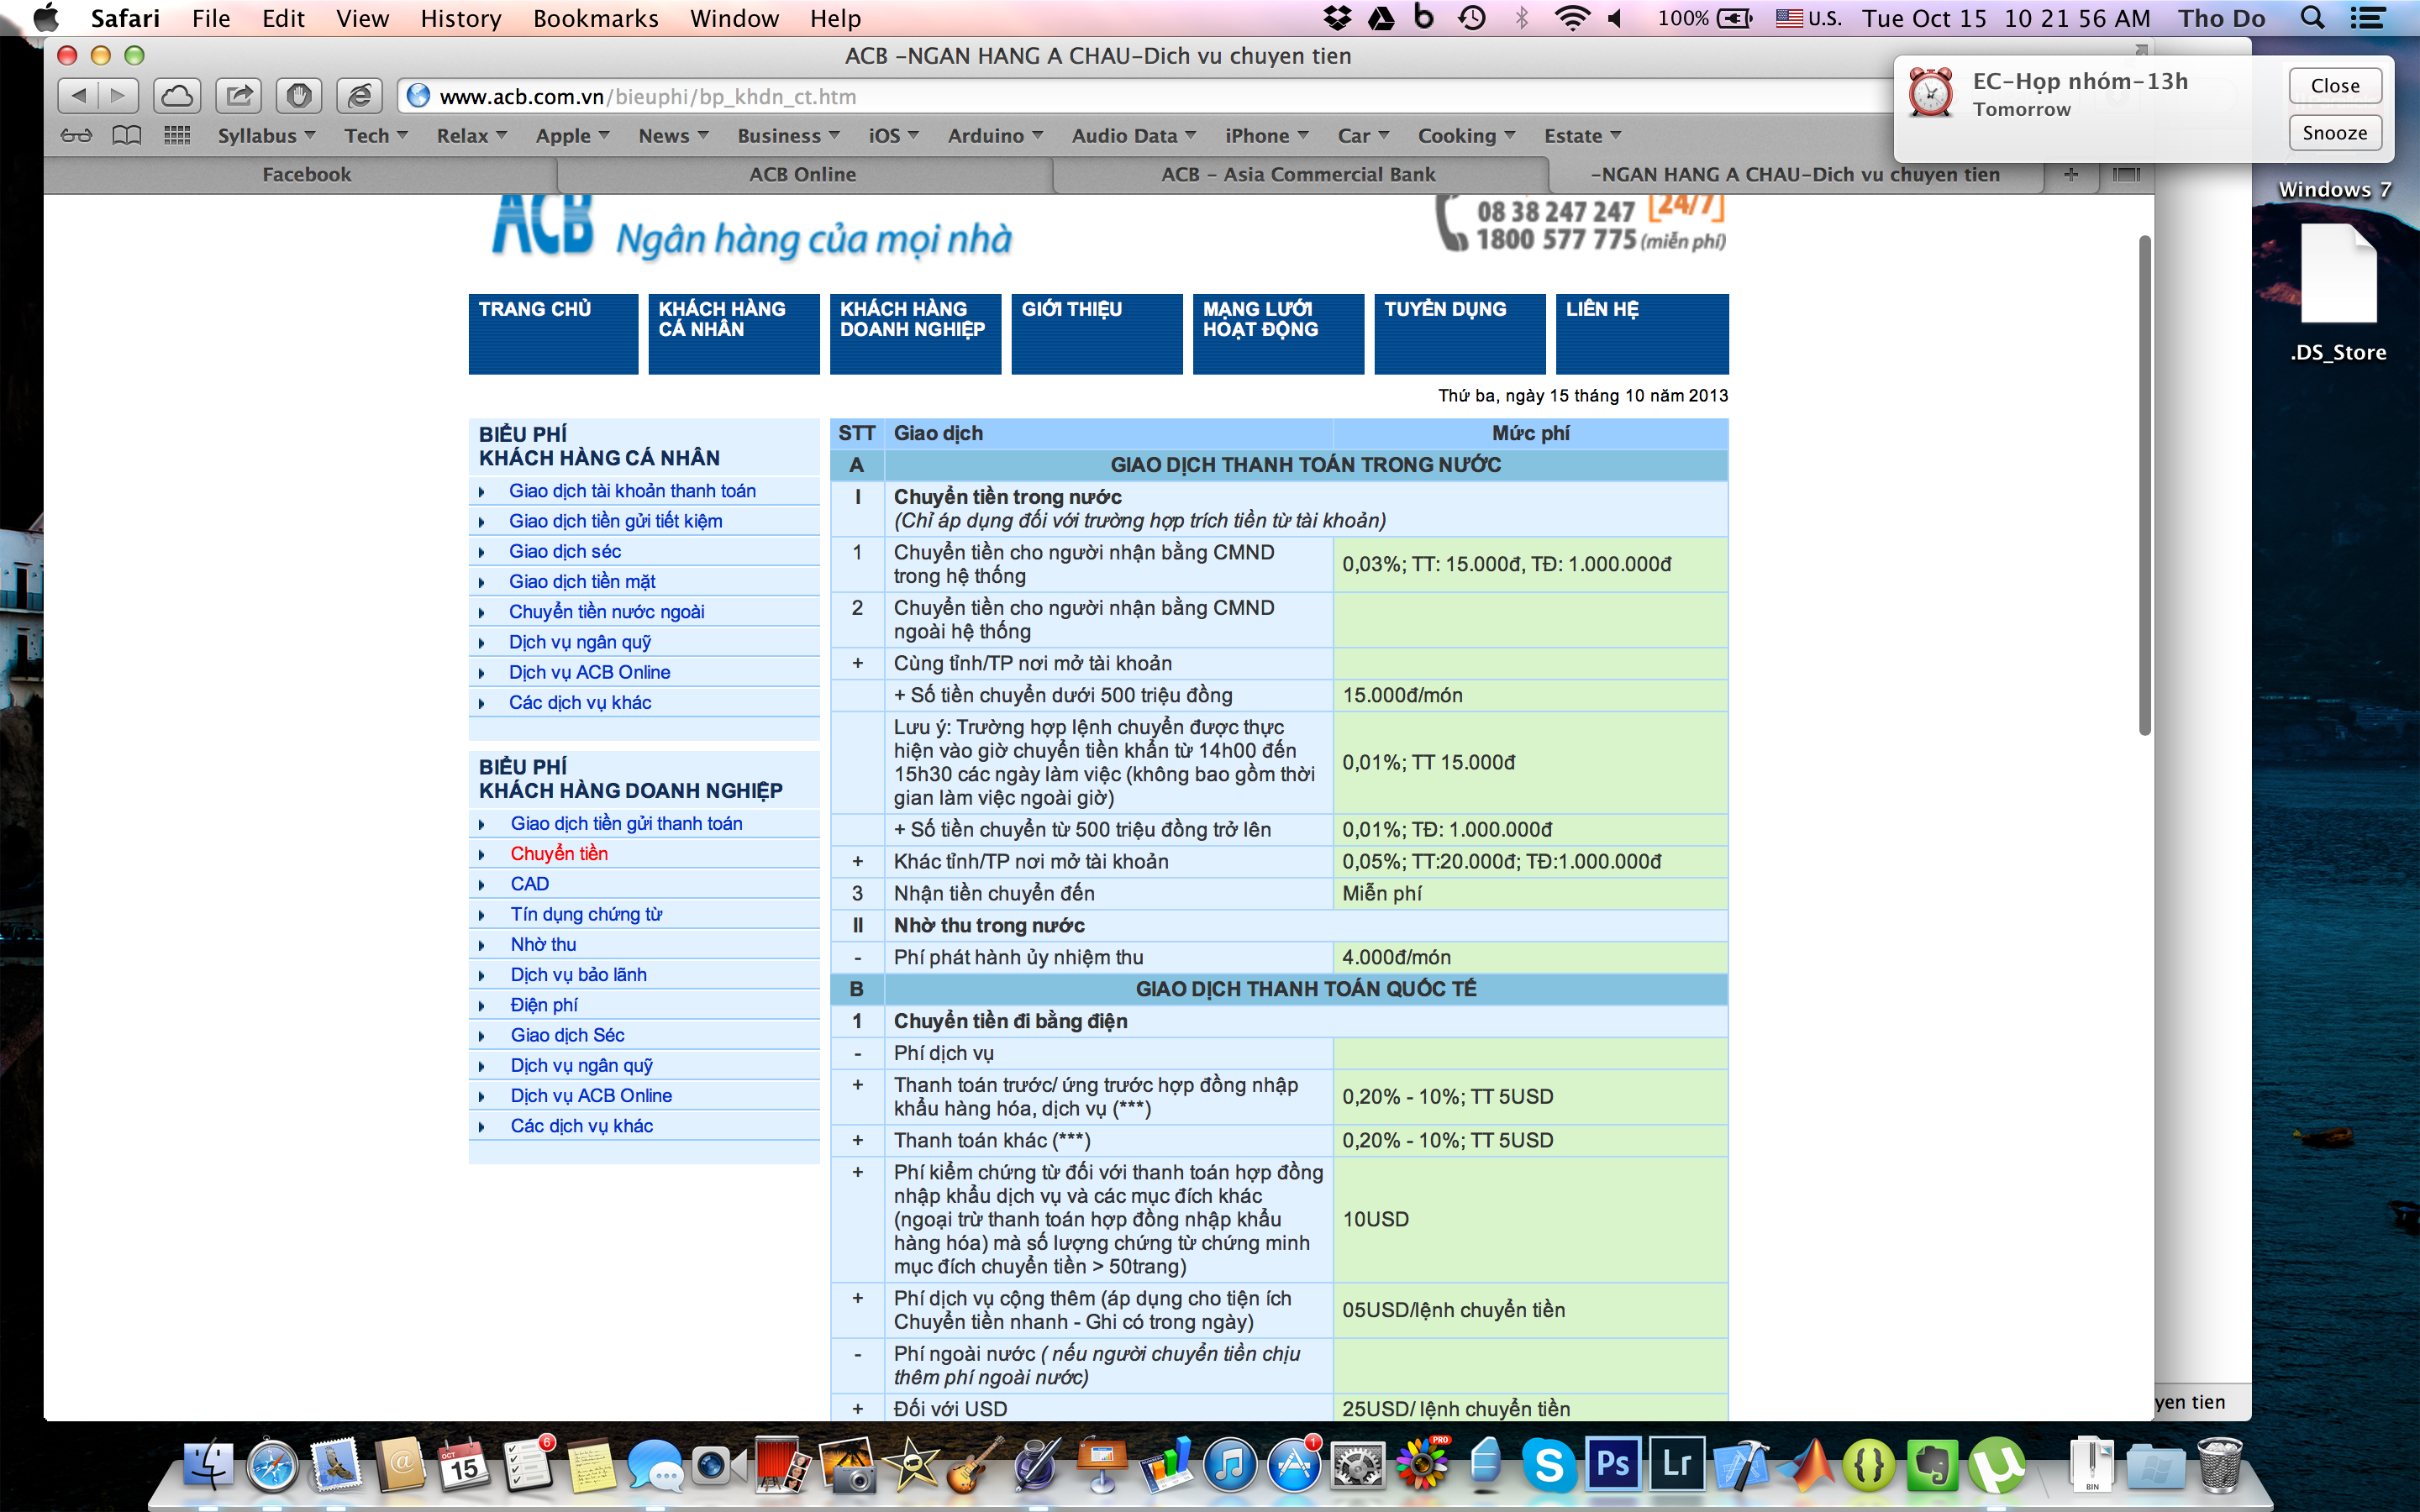 Safari File Edit View History Bookmarks Window Help 100% U.S. Tue Oct 15 10 21 56 AM Tho Do
ACB -NGAN HANG A CHAU-Dich vu chuyen tien
www.acb.com.vn/bieuphi/bp_khdn_ct.htm
EC-Họp nhóm-13h
Tomorrow
Close
Snooze
Syllabus Tech Relax Apple News Business iOS Arduino Audio Data iPhone Car Cooking Estate
Facebook ACB Online ACB - Asia Commercial Bank -NGAN HANG A CHAU-Dich vu chuyen tien
Windows 7
.DS_Store
ACB Ngân hàng của mọi nhà
08 38 247 247 [24/7]
1800 577 775 (miễn phí)
TRANG CHỦ
KHÁCH HÀNG
CÁ NHÂN
KHÁCH HÀNG
DOANH NGHIỆP
GIỚI THIỆU
MẠNG LƯỚI
HOẠT ĐỘNG
TUYỂN DỤNG
LIÊN HỆ
Thứ ba, ngày 15 tháng 10 năm 2013
BIỂU PHÍ
KHÁCH HÀNG CÁ NHÂN
Giao dịch tài khoản thanh toán
Giao dịch tiền gửi tiết kiệm
Giao dịch séc
Giao dịch tiền mặt
Chuyển tiền nước ngoài
Dịch vụ ngân quỹ
Dịch vụ ACB Online
Các dịch vụ khác
BIỂU PHÍ
KHÁCH HÀNG DOANH NGHIỆP
Giao dịch tiền gửi thanh toán
Chuyển tiền
CAD
Tín dụng chứng từ
Nhờ thu
Dịch vụ bảo lãnh
Điện phí
Giao dịch Séc
Dịch vụ ngân quỹ
Dịch vụ ACB Online
Các dịch vụ khác
STT Giao dịch Mức phí
A GIAO DỊCH THANH TOÁN TRONG NƯỚC
I Chuyển tiền trong nước
(Chỉ áp dụng đối với trường hợp trích tiền từ tài khoản)
1 Chuyển tiền cho người nhận bằng CMND
trong hệ thống
0,03%; TT: 15.000đ, TĐ: 1.000.000đ
2 Chuyển tiền cho người nhận bằng CMND
ngoài hệ thống
+ Cùng tỉnh/TP nơi mở tài khoản
+ Số tiền chuyển dưới 500 triệu đồng 15.000đ/món
Lưu ý: Trường hợp lệnh chuyển được thực
hiện vào giờ chuyển tiền khẩn từ 14h00 đến
15h30 các ngày làm việc (không bao gồm thời
gian làm việc ngoài giờ)
0,01%; TT 15.000đ
+ Số tiền chuyển từ 500 triệu đồng trở lên 0,01%; TĐ: 1.000.000đ
+ Khác tỉnh/TP nơi mở tài khoản 0,05%; TT:20.000đ; TĐ:1.000.000đ
3 Nhận tiền chuyển đến Miễn phí
II Nhờ thu trong nước
- Phí phát hành ủy nhiệm thu 4.000đ/món
B GIAO DỊCH THANH TOÁN QUỐC TẾ
1 Chuyển tiền đi bằng điện
- Phí dịch vụ
+ Thanh toán trước/ ứng trước hợp đồng nhập
khẩu hàng hóa, dịch vụ (***)
0,20% - 10%; TT 5USD
+ Thanh toán khác (***) 0,20% - 10%; TT 5USD
+ Phí kiểm chứng từ đối với thanh toán hợp đồng
nhập khẩu dịch vụ và các mục đích khác
(ngoại trừ thanh toán hợp đồng nhập khẩu
hàng hóa) mà số lượng chứng từ chứng minh
mục đích chuyển tiền > 50trang)
10USD
+ Phí dịch vụ cộng thêm (áp dụng cho tiện ích
Chuyển tiền nhanh - Ghi có trong ngày)
05USD/lệnh chuyển tiền
- Phí ngoài nước ( nếu người chuyển tiền chịu
thêm phí ngoài nước)
+ Đối với USD 25USD/ lệnh chuyển tiền
yen tien
OCT
15
6
1
PRO
Ps
Lr
BIN